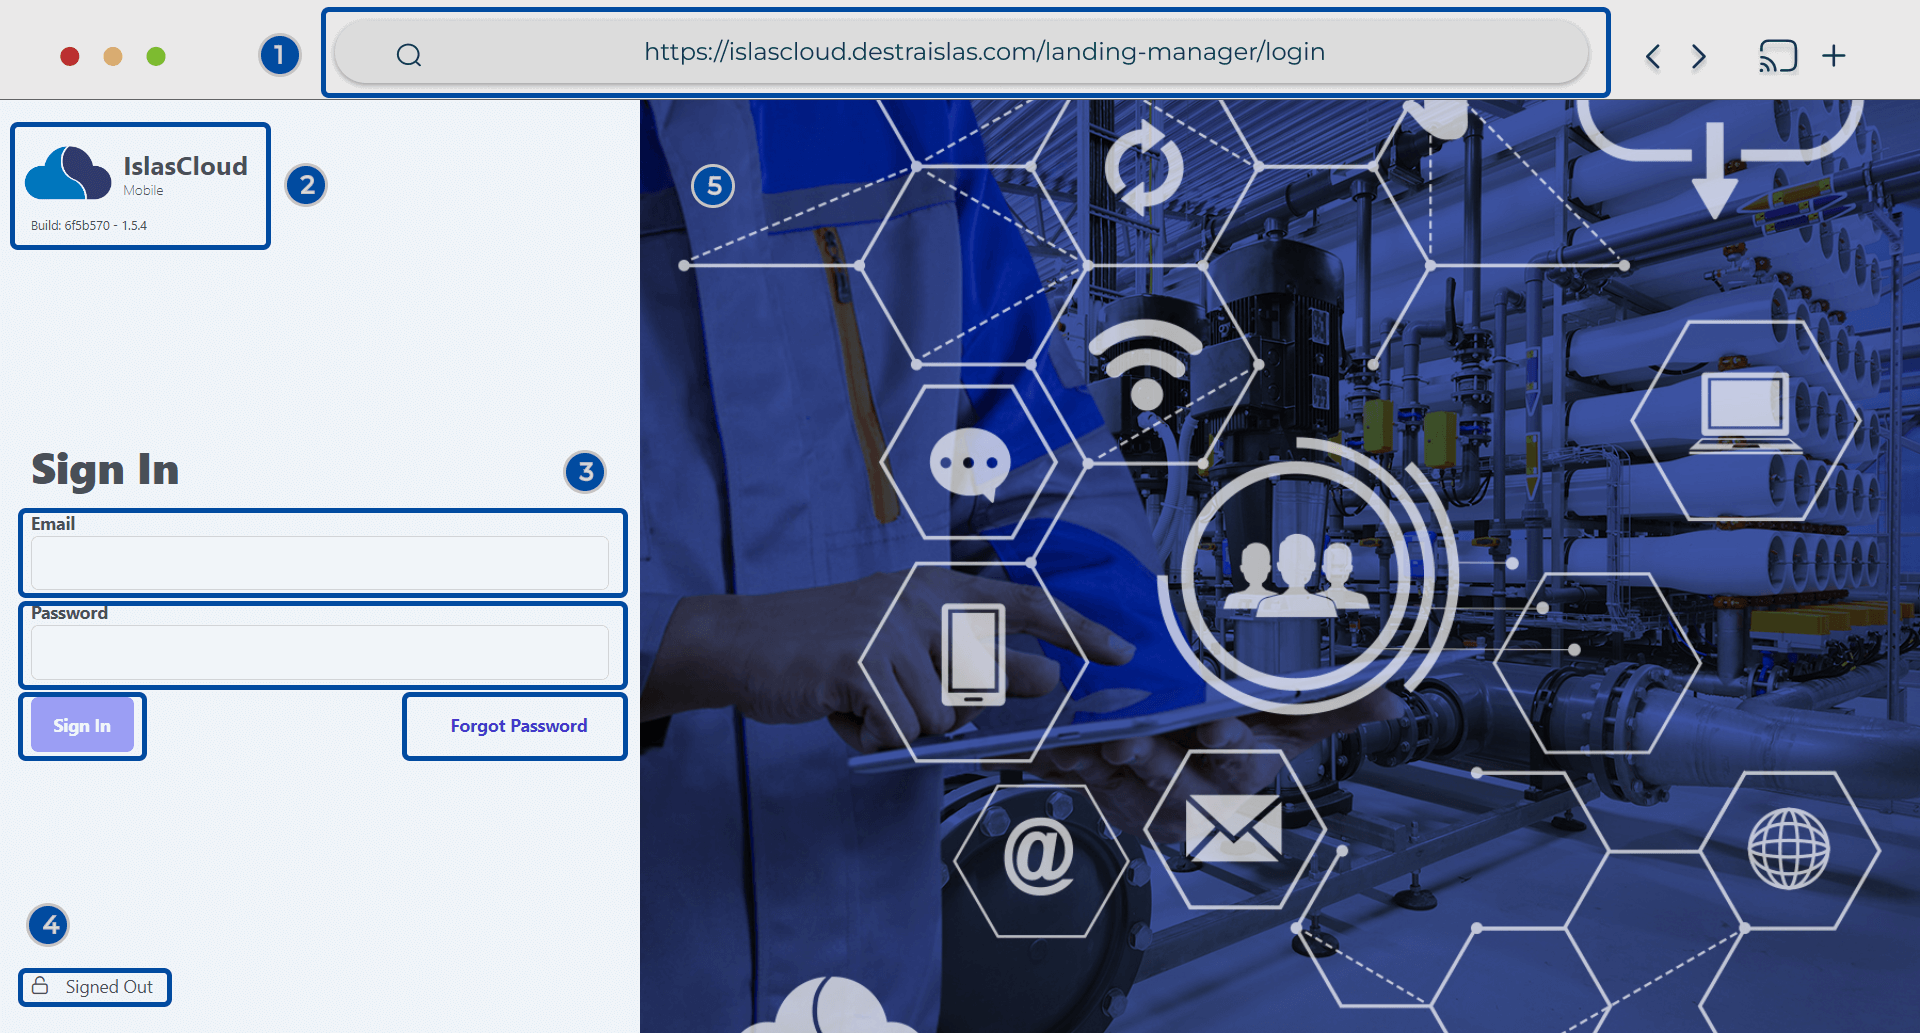 1
https://islascloud.destraislas.com/landing-manager/login
IslasCloud
Mobile
2
Build: 6f5b570 - 1.5.4
5
Sign In
3
Email
Password
Sign In
Forgot Password
@
4
Signed Out